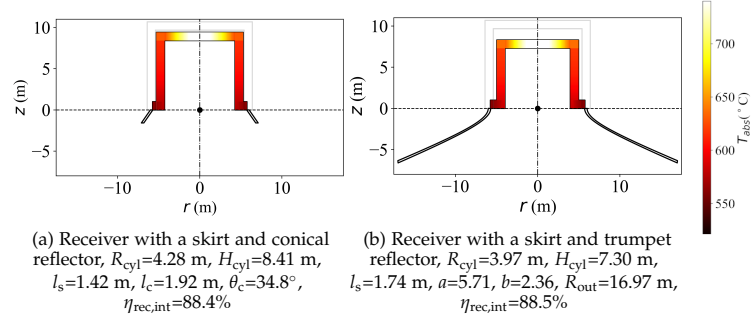 10
5
0
−5
z (m)
−10
0
10
r (m)
10
5
0
−5
z (m)
−10
0
10
r (m)
700
650
600
550
T_abs(°C)
(a) Receiver with a skirt and conical
reflector, R_cyl=4.28 m, H_cyl=8.41 m,
l_s=1.42 m, l_c=1.92 m, θ_c=34.8°,
η_rec,int=88.4%
(b) Receiver with a skirt and trumpet
reflector, R_cyl=3.97 m, H_cyl=7.30 m,
l_s=1.74 m, a=5.71, b=2.36, R_out=16.97 m,
η_rec,int=88.5%